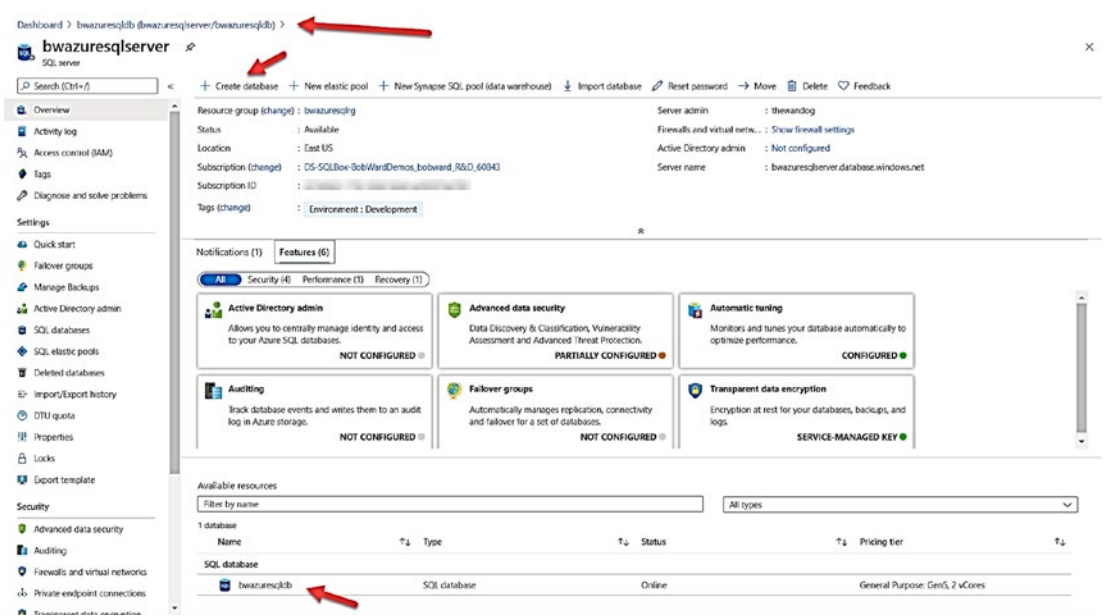 Dashboard > bwazuresqldb (bwazuresqlserver/bwazuresqldb) >
bwazuresqlserver
SQL server
Search (Ctrl+/)
Overview
Activity log
Access control (IAM)
Tags
Diagnose and solve problems
Settings
Quick start
Failover groups
Manage Backups
Active Directory admin
SQL databases
SQL elastic pools
Deleted databases
Import/Export history
DTU quota
Properties
Locks
Export template
Security
Advanced data security
Auditing
Firewalls and virtual networks
Private endpoint connections
Transparent data encryption
+ Create database + New elastic pool + New Synapse SQL pool (data warehouse) Import database Reset password Move Delete Feedback
Resource group (change) : bwazuresqlrg
Status : Available
Location : East US
Subscription (change) : DS-SQLBox-BobWardDemos_bobward_R&D_60843
Subscription ID :
Tags (change) : Environment : Development
Server admin : thewandog
Firewalls and virtual netw... : Show firewall settings
Active Directory admin : Not configured
Server name : bwazuresqlserver.database.windows.net
Notifications (1) Features (6)
All Security (4) Performance (1) Recovery (1)
Active Directory admin
Allows you to centrally manage identity and access
to your Azure SQL databases.
NOT CONFIGURED
Advanced data security
Data Discovery & Classification, Vulnerability
Assessment and Advanced Threat Protection.
PARTIALLY CONFIGURED
Automatic tuning
Monitors and tunes your database automatically to
optimize performance.
CONFIGURED
Auditing
Track database events and writes them to an audit
log in Azure storage.
NOT CONFIGURED
Failover groups
Automatically manages replication, connectivity
and failover for a set of databases.
NOT CONFIGURED
Transparent data encryption
Encryption at rest for your databases, backups, and
logs.
SERVICE-MANAGED KEY
Available resources
Filter by name All types
1 database
Name Type Status Pricing tier
SQL database
bwazuresqldb SQL database Online General Purpose: Gen5, 2 vCores